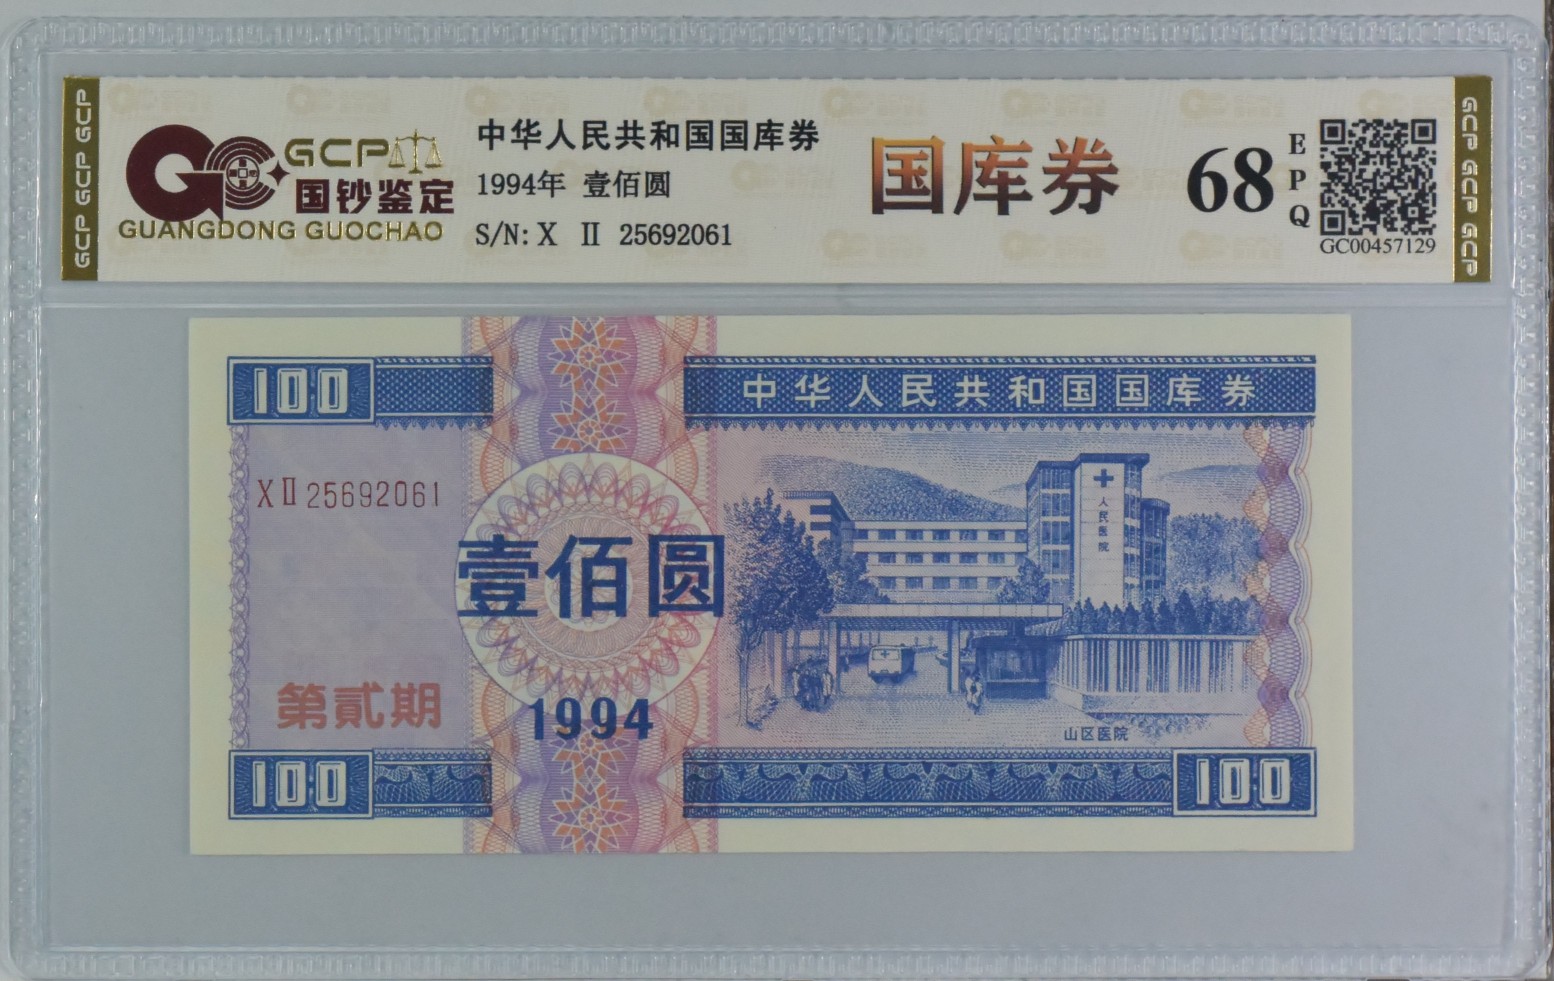 GCP GCP GCP
GCP
国钞鉴定
GUANGDONG GUOCHAO
中华人民共和国国库券
1994年 壹佰圆
S/N: X Ⅱ 25692061
国库券
68
E
P
Q
GC00457129
GCP GCP GCP
100
中华人民共和国国库券
XⅡ25692061
人民医院
壹佰圆
第貳期
1994
山区医院
100
100